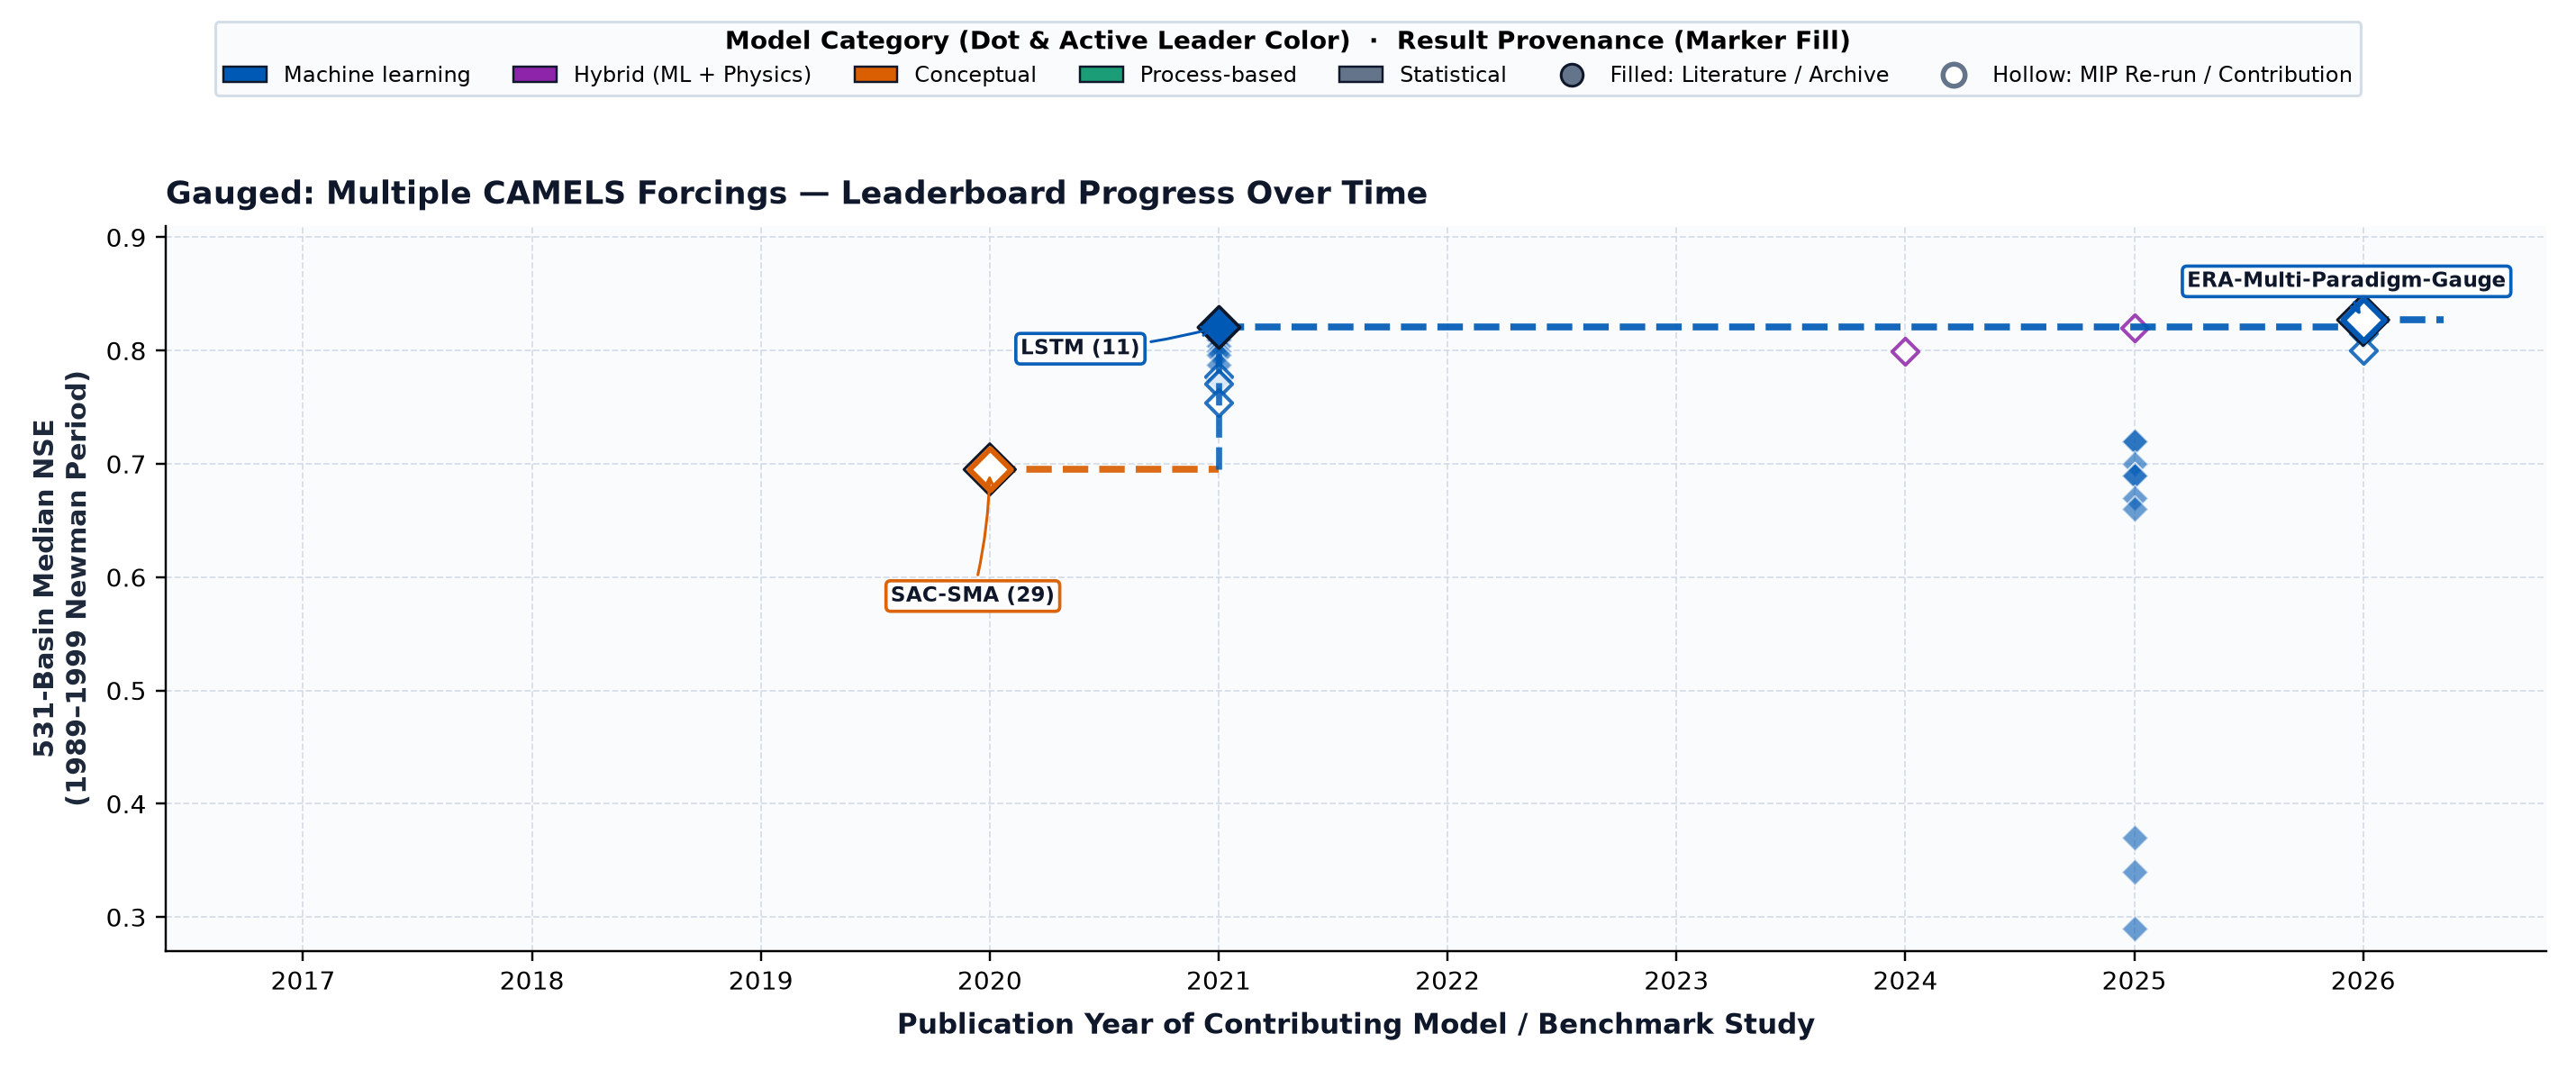 Model Category (Dot & Active Leader Color)  ·  Result Provenance (Marker Fill)
Machine learning  Hybrid (ML + Physics)  Conceptual  Process-based  Statistical  Filled: Literature / Archive  Hollow: MIP Re-run / Contribution
Gauged: Multiple CAMELS Forcings — Leaderboard Progress Over Time
531-Basin Median NSE
(1989–1999 Newman Period)
0.9
0.8
0.7
0.6
0.5
0.4
0.3
ERA-Multi-Paradigm-Gauge
LSTM (11)
SAC-SMA (29)
2017 2018 2019 2020 2021 2022 2023 2024 2025 2026
Publication Year of Contributing Model / Benchmark Study